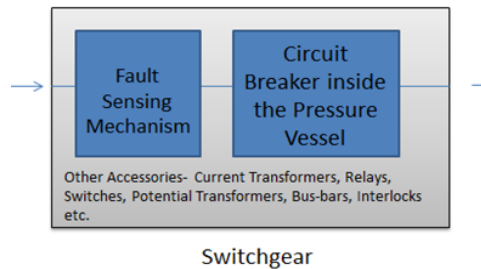 Fault
Sensing
Mechanism
Circuit
Breaker inside
the Pressure
Vessel
Other Accessories- Current Transformers, Relays,
Switches, Potential Transformers, Bus-bars, Interlocks
etc.
Switchgear